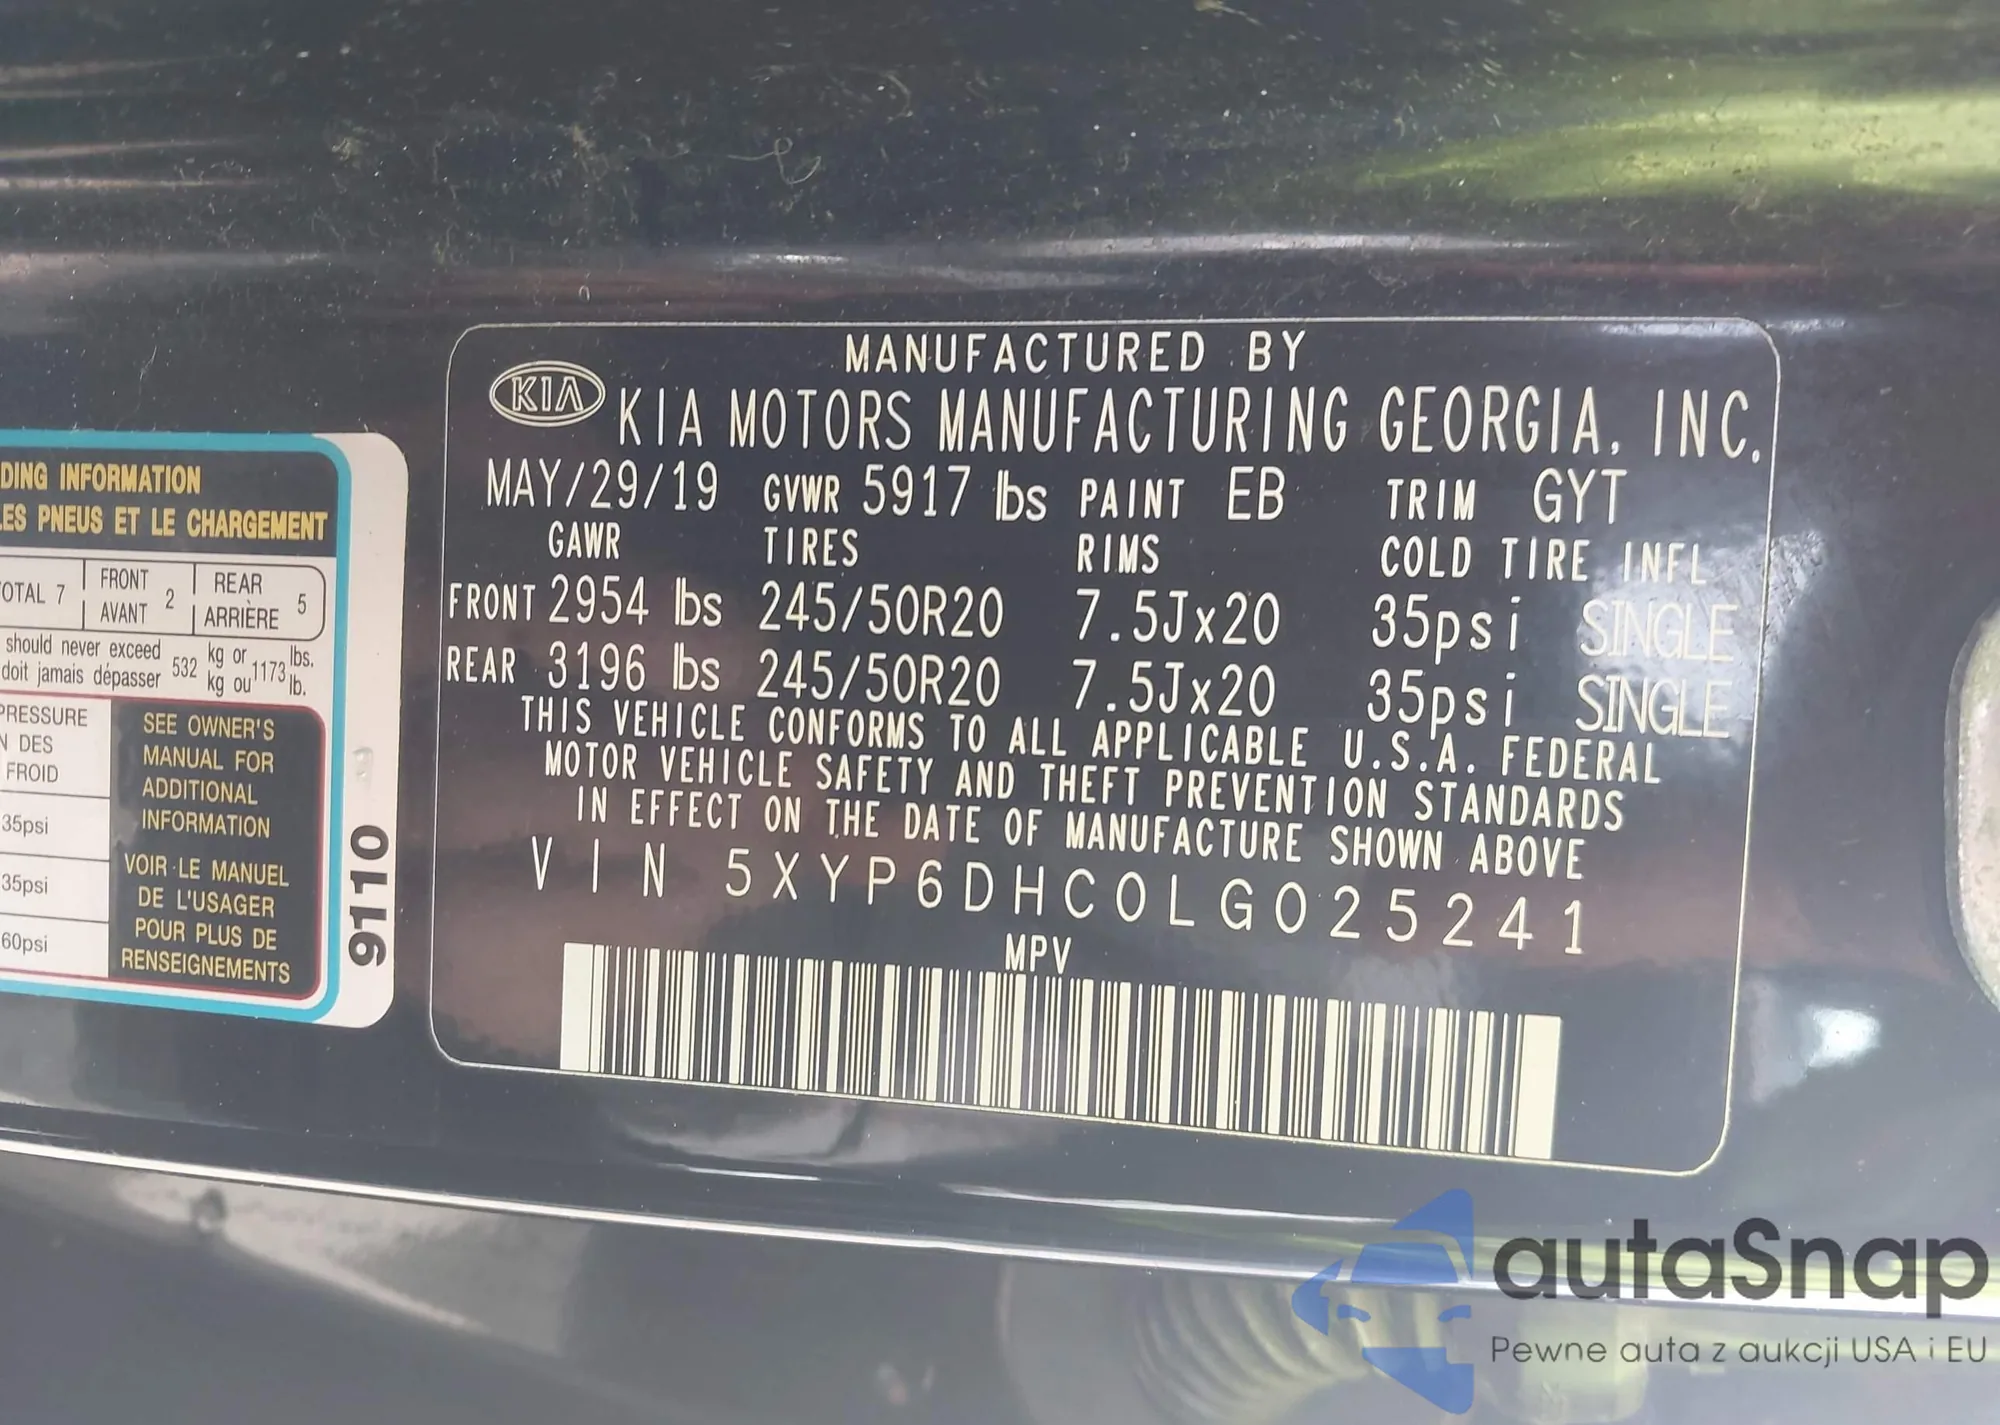 MANUFACTURED BY
KIA KIA MOTORS MANUFACTURING GEORGIA, INC.
MAY/29/19 GVWR 5917 lbs PAINT EB TRIM GYT
GAWR TIRES RIMS COLD TIRE INFL
FRONT 2954 lbs 245/50R20 7.5Jx20 35psi SINGLE
REAR 3196 lbs 245/50R20 7.5Jx20 35psi SINGLE
THIS VEHICLE CONFORMS TO ALL APPLICABLE U.S.A. FEDERAL
MOTOR VEHICLE SAFETY AND THEFT PREVENTION STANDARDS
IN EFFECT ON THE DATE OF MANUFACTURE SHOWN ABOVE
VIN 5XYP6DHC0LG025241
MPV
DING INFORMATION
LES PNEUS ET LE CHARGEMENT
OTAL 7 FRONT AVANT 2 REAR ARRIÈRE 5
should never exceed
doit jamais dépasser 532 kg or kg ou 1173 lbs. lb.
PRESSURE
N DES
FROID
35psi
35psi
60psi
SEE OWNER'S
MANUAL FOR
ADDITIONAL
INFORMATION
VOIR LE MANUEL
DE L'USAGER
POUR PLUS DE
RENSEIGNEMENTS
9110
autaSnap
Pewne auta z aukcji USA i EU